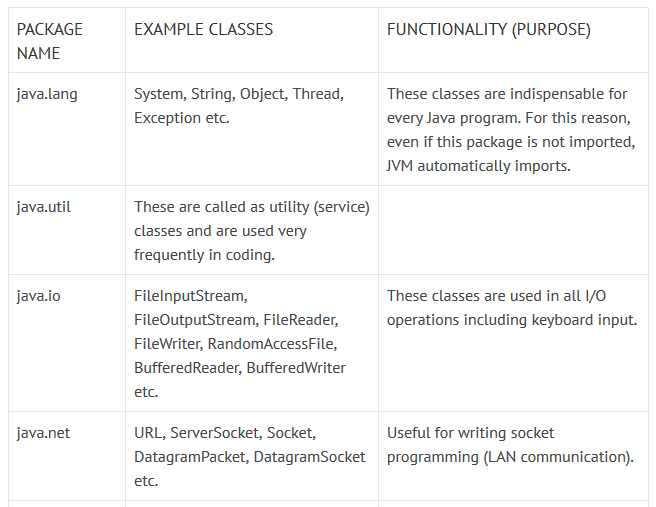 PACKAGE NAME
EXAMPLE CLASSES
FUNCTIONALITY (PURPOSE)
java.lang
System, String, Object, Thread,
Exception etc.
These classes are indispensable for
every Java program. For this reason,
even if this package is not imported,
JVM automatically imports.
java.util
These are called as utility (service)
classes and are used very
frequently in coding.
java.io
FileInputStream,
FileOutputStream, FileReader,
FileWriter, RandomAccessFile,
BufferedReader, BufferedWriter
etc.
These classes are used in all I/O
operations including keyboard input.
java.net
URL, ServerSocket, Socket,
DatagramPacket, DatagramSocket
etc.
Useful for writing socket
programming (LAN communication).